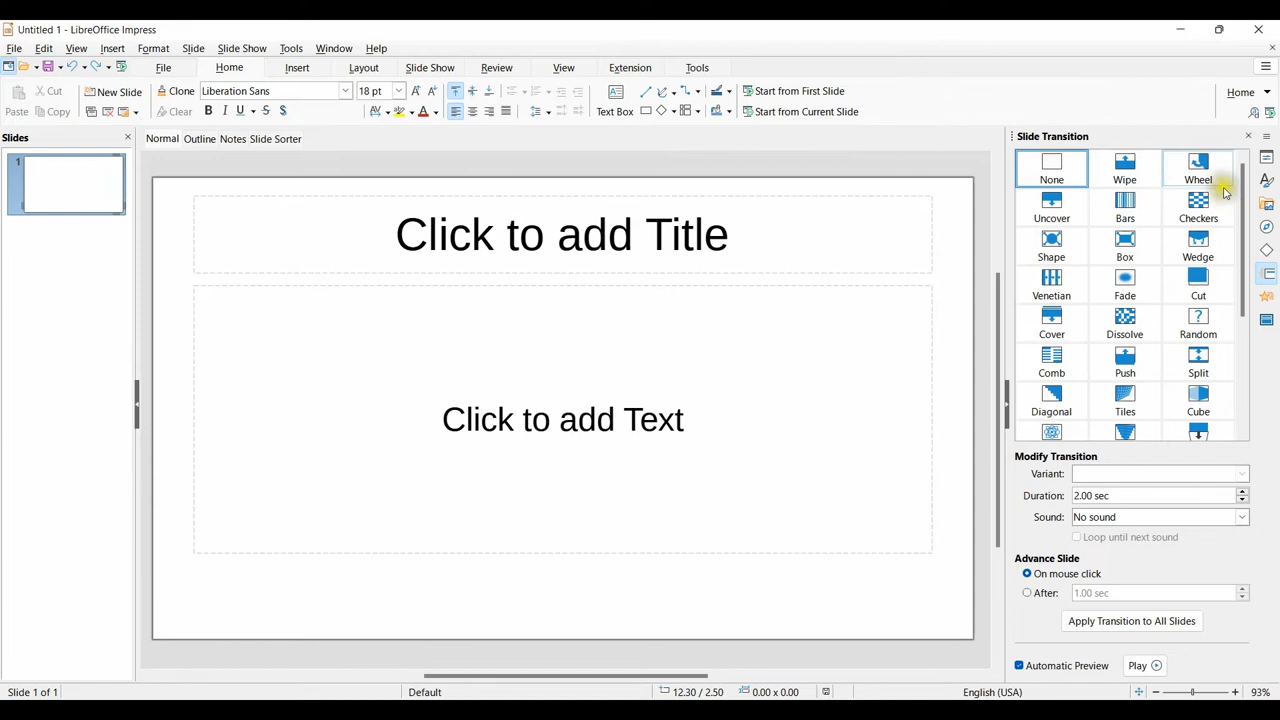 Untitled 1 - LibreOffice Impress
File Edit View Insert Format Slide Slide Show Tools Window Help
File Home Insert Layout Slide Show Review View Extension Tools
Cut New Slide Clone Liberation Sans 18 pt Start from First Slide Home
Paste Copy Clear B I U S S A Text Box Start from Current Slide
Slides Normal Outline Notes Slide Sorter Slide Transition
1
None Wipe Wheel
Uncover Bars Checkers
Click to add Title
Shape Box Wedge
Venetian Fade Cut
Cover Dissolve ? Random
Comb Push Split
Click to add Text
Diagonal Tiles Cube
Modify Transition
Variant:
Duration: 2.00 sec
Sound: No sound
Loop until next sound
Advance Slide
On mouse click
After: 1.00 sec
Apply Transition to All Slides
Automatic Preview Play
Slide 1 of 1 Default 12.30 / 2.50 0.00 x 0.00 English (USA) 93%